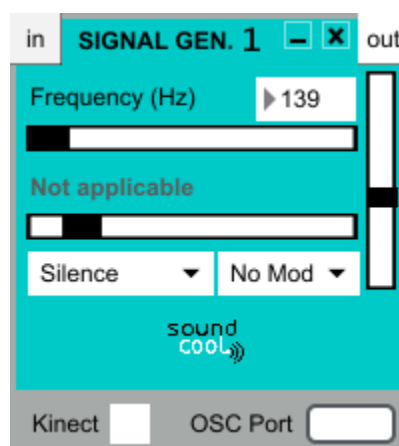 in SIGNAL GEN. 1 out
Frequency (Hz) 139
Not applicable
Silence No Mod
sound
cool
Kinect OSC Port